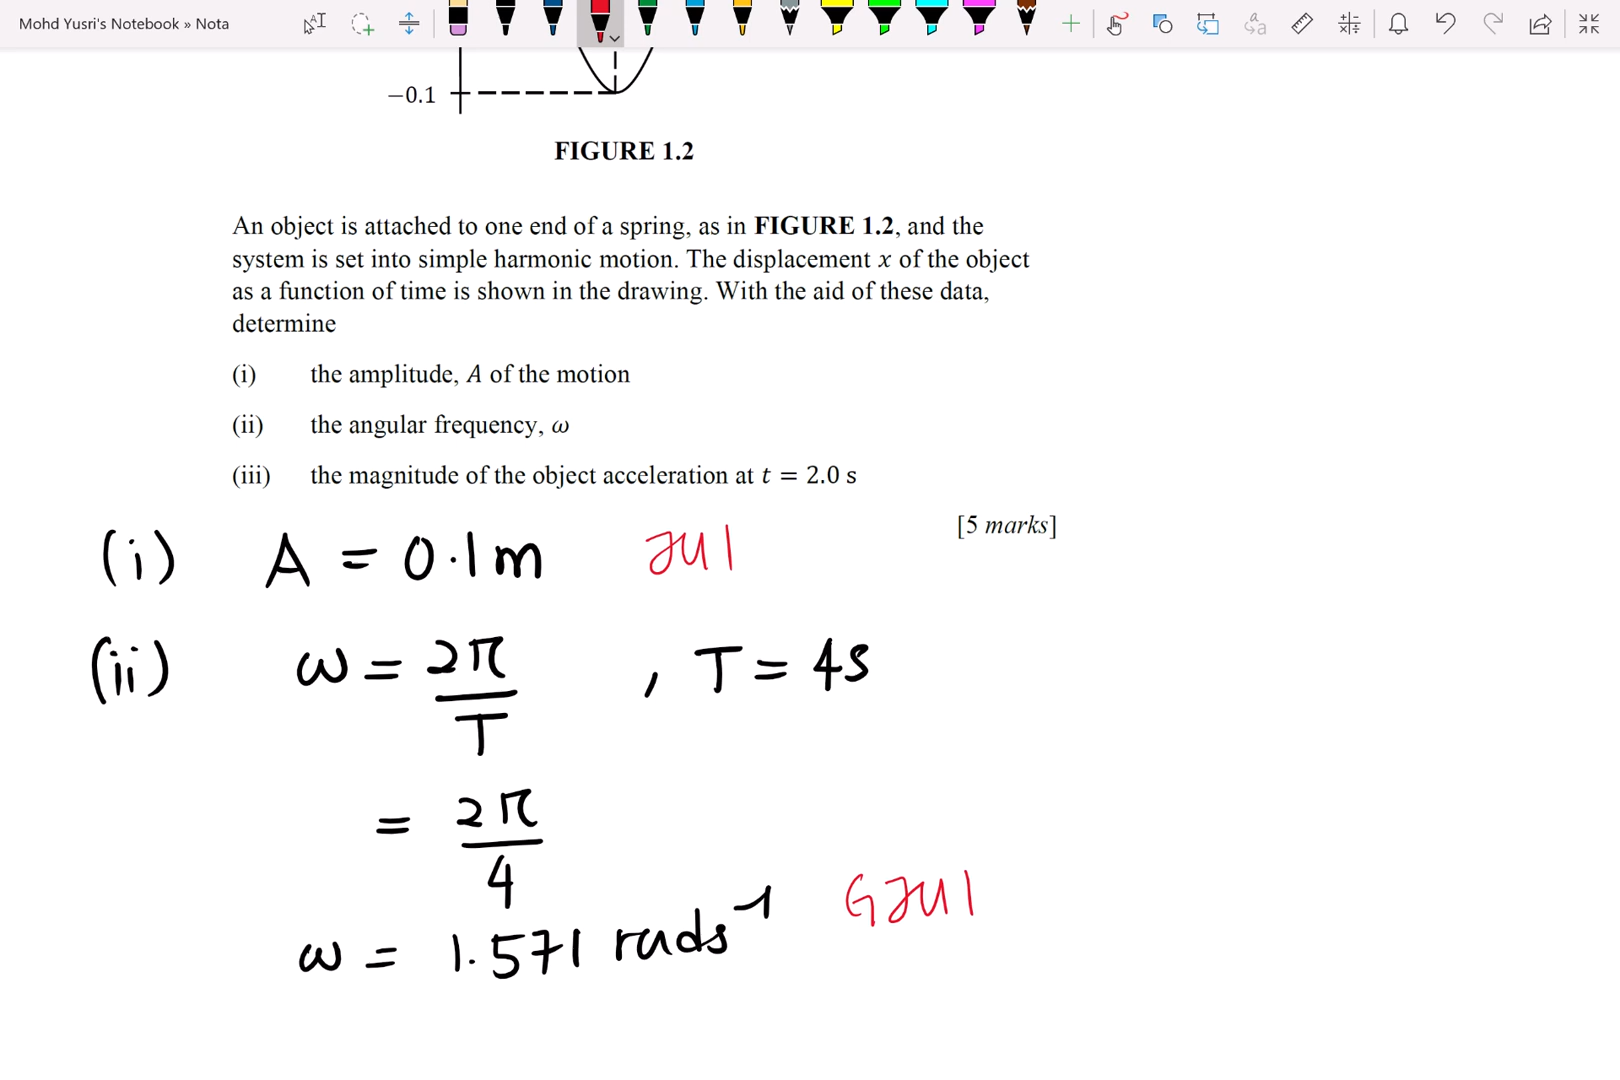 Mohd Yusri's Notebook » Nota
−0.1
FIGURE 1.2
An object is attached to one end of a spring, as in FIGURE 1.2, and the
system is set into simple harmonic motion. The displacement x of the object
as a function of time is shown in the drawing. With the aid of these data,
determine
(i) the amplitude, A of the motion
(ii) the angular frequency, ω
(iii) the magnitude of the object acceleration at t = 2.0 s
[5 marks]
(i) A = 0.1m JU1
(ii) ω = 2π/T , T = 4s
= 2π/4
ω = 1.571 rads⁻¹ GJU1